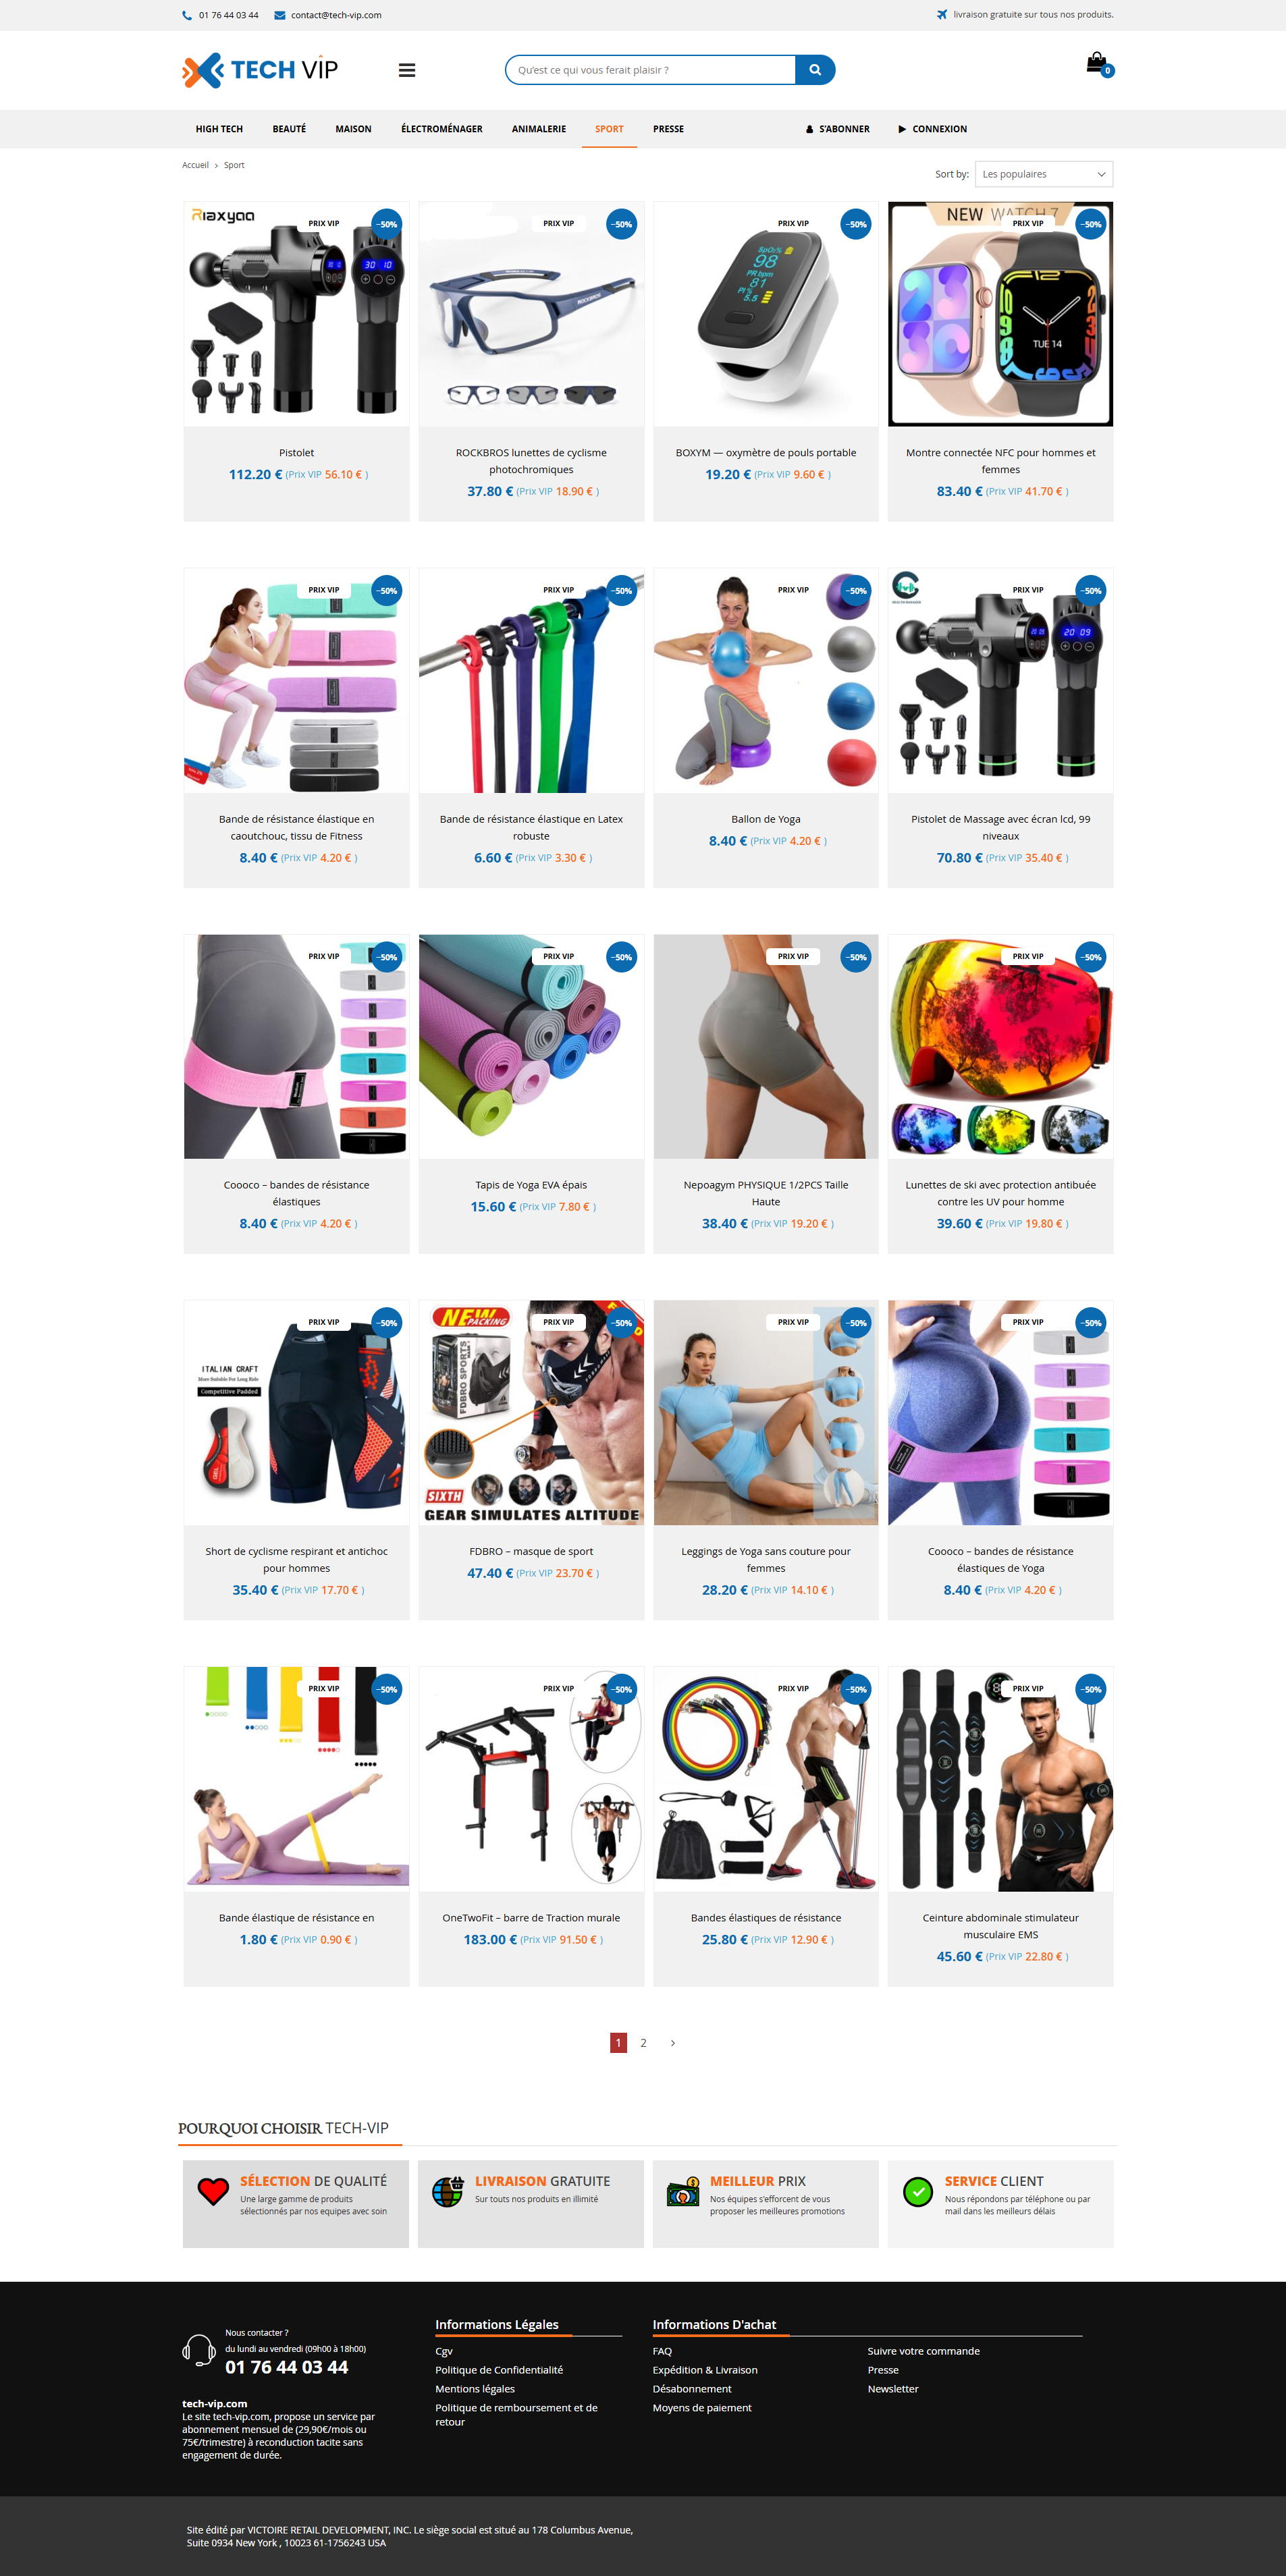 01 76 44 03 44
contact@tech-vip.com
livraison gratuite sur tous nos produits.
TECH VIP
Qu'est ce qui vous ferait plaisir ?
0
HIGH TECH
BEAUTÉ
MAISON
ÉLECTROMÉNAGER
ANIMALERIE
SPORT
PRESSE
S'ABONNER
CONNEXION
Accueil > Sport
Sort by:
Les populaires
Riaxyaa
PRIX VIP
-50%
30 10
PRIX VIP
-50%
ROCKBROS
PRIX VIP
-50%
SpO2%
98
PR bpm
81
PI %
5.5
NEW WATCH 7
PRIX VIP
-50%
TUE 14
Pistolet
112.20 € (Prix VIP 56.10 € )
ROCKBROS lunettes de cyclisme
photochromiques
37.80 € (Prix VIP 18.90 € )
BOXYM — oxymètre de pouls portable
19.20 € (Prix VIP 9.60 € )
Montre connectée NFC pour hommes et
femmes
83.40 € (Prix VIP 41.70 € )
PRIX VIP
-50%
PRIX VIP
-50%
PRIX VIP
-50%
PRIX VIP
-50%
20 09
Bande de résistance élastique en
caoutchouc, tissu de Fitness
8.40 € (Prix VIP 4.20 € )
Bande de résistance élastique en Latex
robuste
6.60 € (Prix VIP 3.30 € )
Ballon de Yoga
8.40 € (Prix VIP 4.20 € )
Pistolet de Massage avec écran lcd, 99
niveaux
70.80 € (Prix VIP 35.40 € )
PRIX VIP
-50%
PRIX VIP
-50%
PRIX VIP
-50%
PRIX VIP
-50%
Coooco – bandes de résistance
élastiques
8.40 € (Prix VIP 4.20 € )
Tapis de Yoga EVA épais
15.60 € (Prix VIP 7.80 € )
Nepoagym PHYSIQUE 1/2PCS Taille
Haute
38.40 € (Prix VIP 19.20 € )
Lunettes de ski avec protection antibuée
contre les UV pour homme
39.60 € (Prix VIP 19.80 € )
PRIX VIP
-50%
ITALIAN CRAFT
More Suitable For Long Ride
Competitive Padded
NEW
PACKING
PRIX VIP
-50%
FDBRO SPORTS
SIXTH
GEAR SIMULATES ALTITUDE
PRIX VIP
-50%
PRIX VIP
-50%
Short de cyclisme respirant et antichoc
pour hommes
35.40 € (Prix VIP 17.70 € )
FDBRO – masque de sport
47.40 € (Prix VIP 23.70 € )
Leggings de Yoga sans couture pour
femmes
28.20 € (Prix VIP 14.10 € )
Coooco – bandes de résistance
élastiques de Yoga
8.40 € (Prix VIP 4.20 € )
PRIX VIP
-50%
PRIX VIP
-50%
PRIX VIP
-50%
PRIX VIP
-50%
Bande élastique de résistance en
1.80 € (Prix VIP 0.90 € )
OneTwoFit – barre de Traction murale
183.00 € (Prix VIP 91.50 € )
Bandes élastiques de résistance
25.80 € (Prix VIP 12.90 € )
Ceinture abdominale stimulateur
musculaire EMS
45.60 € (Prix VIP 22.80 € )
1 2 >
POURQUOI CHOISIR TECH-VIP
SÉLECTION DE QUALITÉ
Une large gamme de produits
sélectionnés par nos equipes avec soin
LIVRAISON GRATUITE
Sur touts nos produits en illimité
MEILLEUR PRIX
Nos équipes s'efforcent de vous
proposer les meilleures promotions
SERVICE CLIENT
Nous répondons par téléphone ou par
mail dans les meilleurs délais
Nous contacter ?
du lundi au vendredi (09h00 à 18h00)
01 76 44 03 44
tech-vip.com
Le site tech-vip.com, propose un service par
abonnement mensuel de (29,90€/mois ou
75€/trimestre) à reconduction tacite sans
engagement de durée.
Informations Légales
Cgv
Politique de Confidentialité
Mentions légales
Politique de remboursement et de
retour
Informations D'achat
FAQ
Expédition & Livraison
Désabonnement
Moyens de paiement
Suivre votre commande
Presse
Newsletter
Site édité par VICTOIRE RETAIL DEVELOPMENT, INC. Le siège social est situé au 178 Columbus Avenue,
Suite 0934 New York , 10023 61-1756243 USA